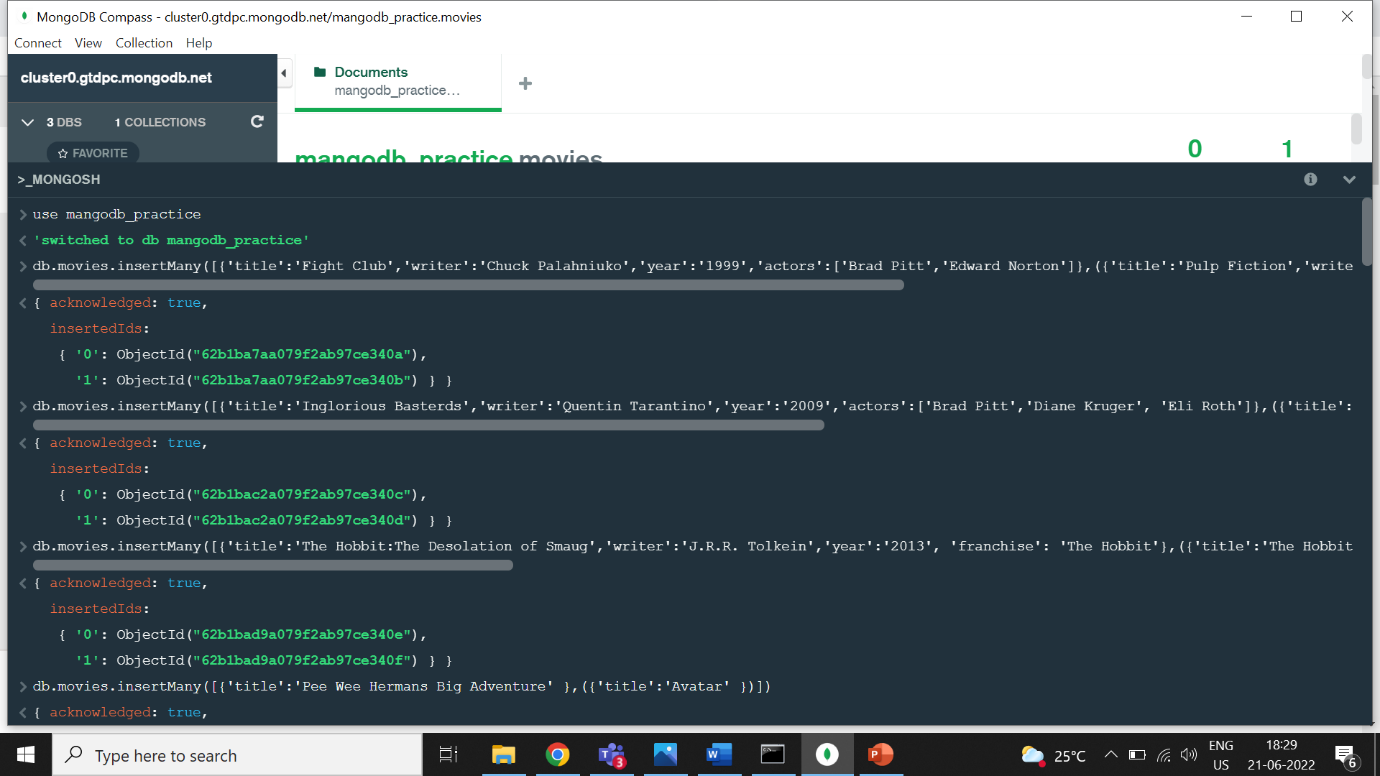 MongoDB Compass - cluster0.gtdpc.mongodb.net/mangodb_practice.movies
Connect View Collection Help
cluster0.gtdpc.mongodb.net
Documents
mangodb_practice...
3 DBS 1 COLLECTIONS
FAVORITE
mangodb_practice.movies
0 1
>_MONGOSH
use mangodb_practice
'switched to db mangodb_practice'
db.movies.insertMany([{'title':'Fight Club','writer':'Chuck Palahniuko','year':'1999','actors':['Brad Pitt','Edward Norton']},({'title':'Pulp Fiction','write
{ acknowledged: true,
insertedIds:
{ '0': ObjectId("62b1ba7aa079f2ab97ce340a"),
'1': ObjectId("62b1ba7aa079f2ab97ce340b") } }
db.movies.insertMany([{'title':'Inglorious Basterds','writer':'Quentin Tarantino','year':'2009','actors':['Brad Pitt','Diane Kruger', 'Eli Roth']},({'title':
{ acknowledged: true,
insertedIds:
{ '0': ObjectId("62b1bac2a079f2ab97ce340c"),
'1': ObjectId("62b1bac2a079f2ab97ce340d") } }
db.movies.insertMany([{'title':'The Hobbit:The Desolation of Smaug','writer':'J.R.R. Tolkein','year':'2013', 'franchise': 'The Hobbit'},({'title':'The Hobbit
{ acknowledged: true,
insertedIds:
{ '0': ObjectId("62b1bad9a079f2ab97ce340e"),
'1': ObjectId("62b1bad9a079f2ab97ce340f") } }
db.movies.insertMany([{'title':'Pee Wee Hermans Big Adventure' },({'title':'Avatar' })])
{ acknowledged: true,
Type here to search
3
25°C
ENG
US
18:29
21-06-2022
6